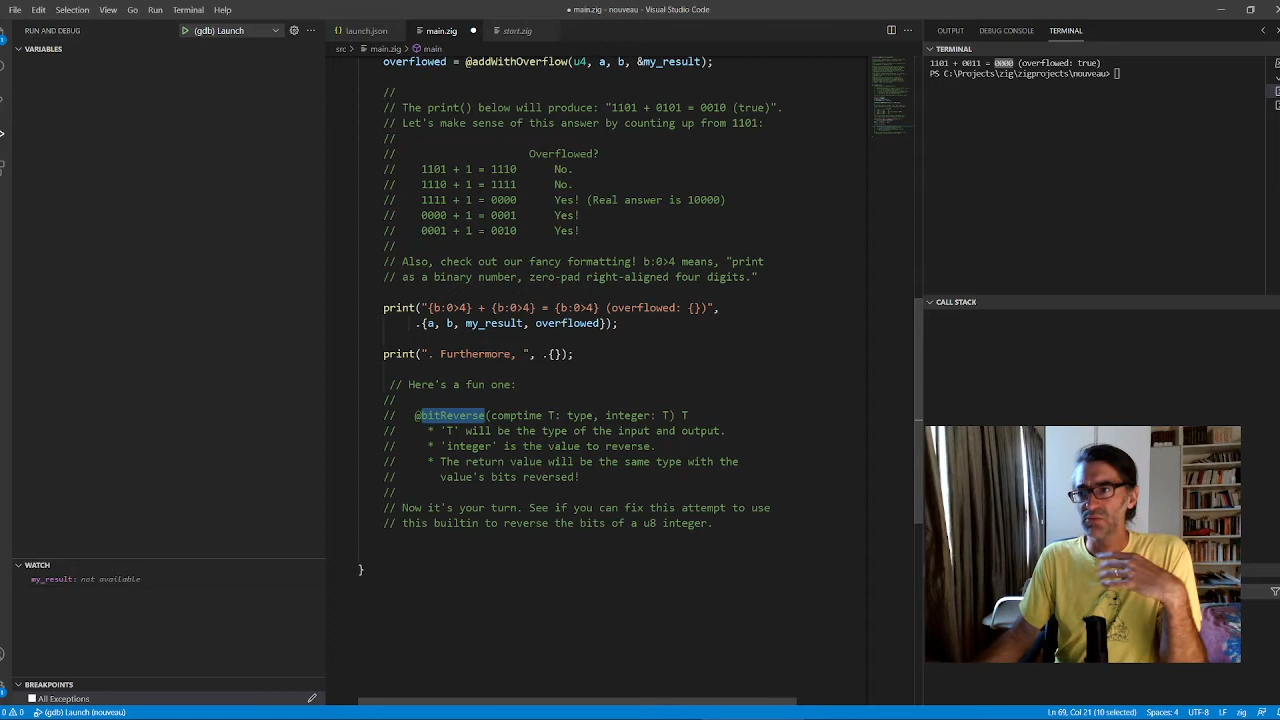 File Edit Selection View Go Run Terminal Help
main.zig - nouveau - Visual Studio Code
RUN AND DEBUG
(gdb) Launch
launch.json
main.zig
start.zig
OUTPUT
DEBUG CONSOLE
TERMINAL
VARIABLES
src > main.zig > main
TERMINAL
1101 + 0011 = 0000 (overflowed: true)
PS C:\Projects\zig\zigprojects\nouveau>
overflowed = @addWithOverflow(u4, a, b, &my_result);
//
// The print() below will produce: "1101 + 0101 = 0010 (true)".
// Let's make sense of this answer by counting up from 1101:
//
// Overflowed?
// 1101 + 1 = 1110 No.
// 1110 + 1 = 1111 No.
// 1111 + 1 = 0000 Yes! (Real answer is 10000)
// 0000 + 1 = 0001 Yes!
// 0001 + 1 = 0010 Yes!
//
// Also, check out our fancy formatting! b:0>4 means, "print
// as a binary number, zero-pad right-aligned four digits."
print("{b:0>4} + {b:0>4} = {b:0>4} (overflowed: {})",
.{a, b, my_result, overflowed});
print(". Furthermore, ", .{});
// Here's a fun one:
//
// @bitReverse(comptime T: type, integer: T) T
// * 'T' will be the type of the input and output.
// * 'integer' is the value to reverse.
// * The return value will be the same type with the
// value's bits reversed!
//
// Now it's your turn. See if you can fix this attempt to use
// this builtin to reverse the bits of a u8 integer.
}
CALL STACK
WATCH
my_result: not available
BREAKPOINTS
All Exceptions
0 0 (gdb) Launch (nouveau)
Ln 69, Col 21 (10 selected) Spaces: 4 UTF-8 LF zig